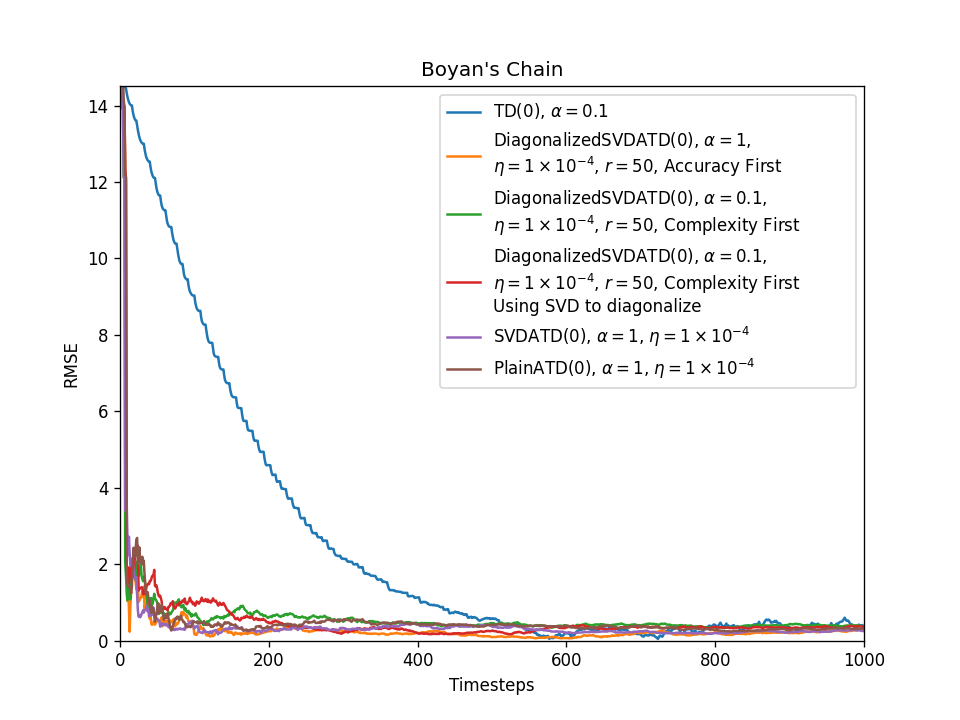 Boyan's Chain
14
12
10
8
6
4
2
0
RMSE
TD(0), α = 0.1
DiagonalizedSVDATD(0), α = 1,
η = 1 × 10⁻⁴, r = 50, Accuracy First
DiagonalizedSVDATD(0), α = 0.1,
η = 1 × 10⁻⁴, r = 50, Complexity First
DiagonalizedSVDATD(0), α = 0.1,
η = 1 × 10⁻⁴, r = 50, Complexity First
Using SVD to diagonalize
SVDATD(0), α = 1, η = 1 × 10⁻⁴
PlainATD(0), α = 1, η = 1 × 10⁻⁴
0 200 400 600 800 1000
Timesteps